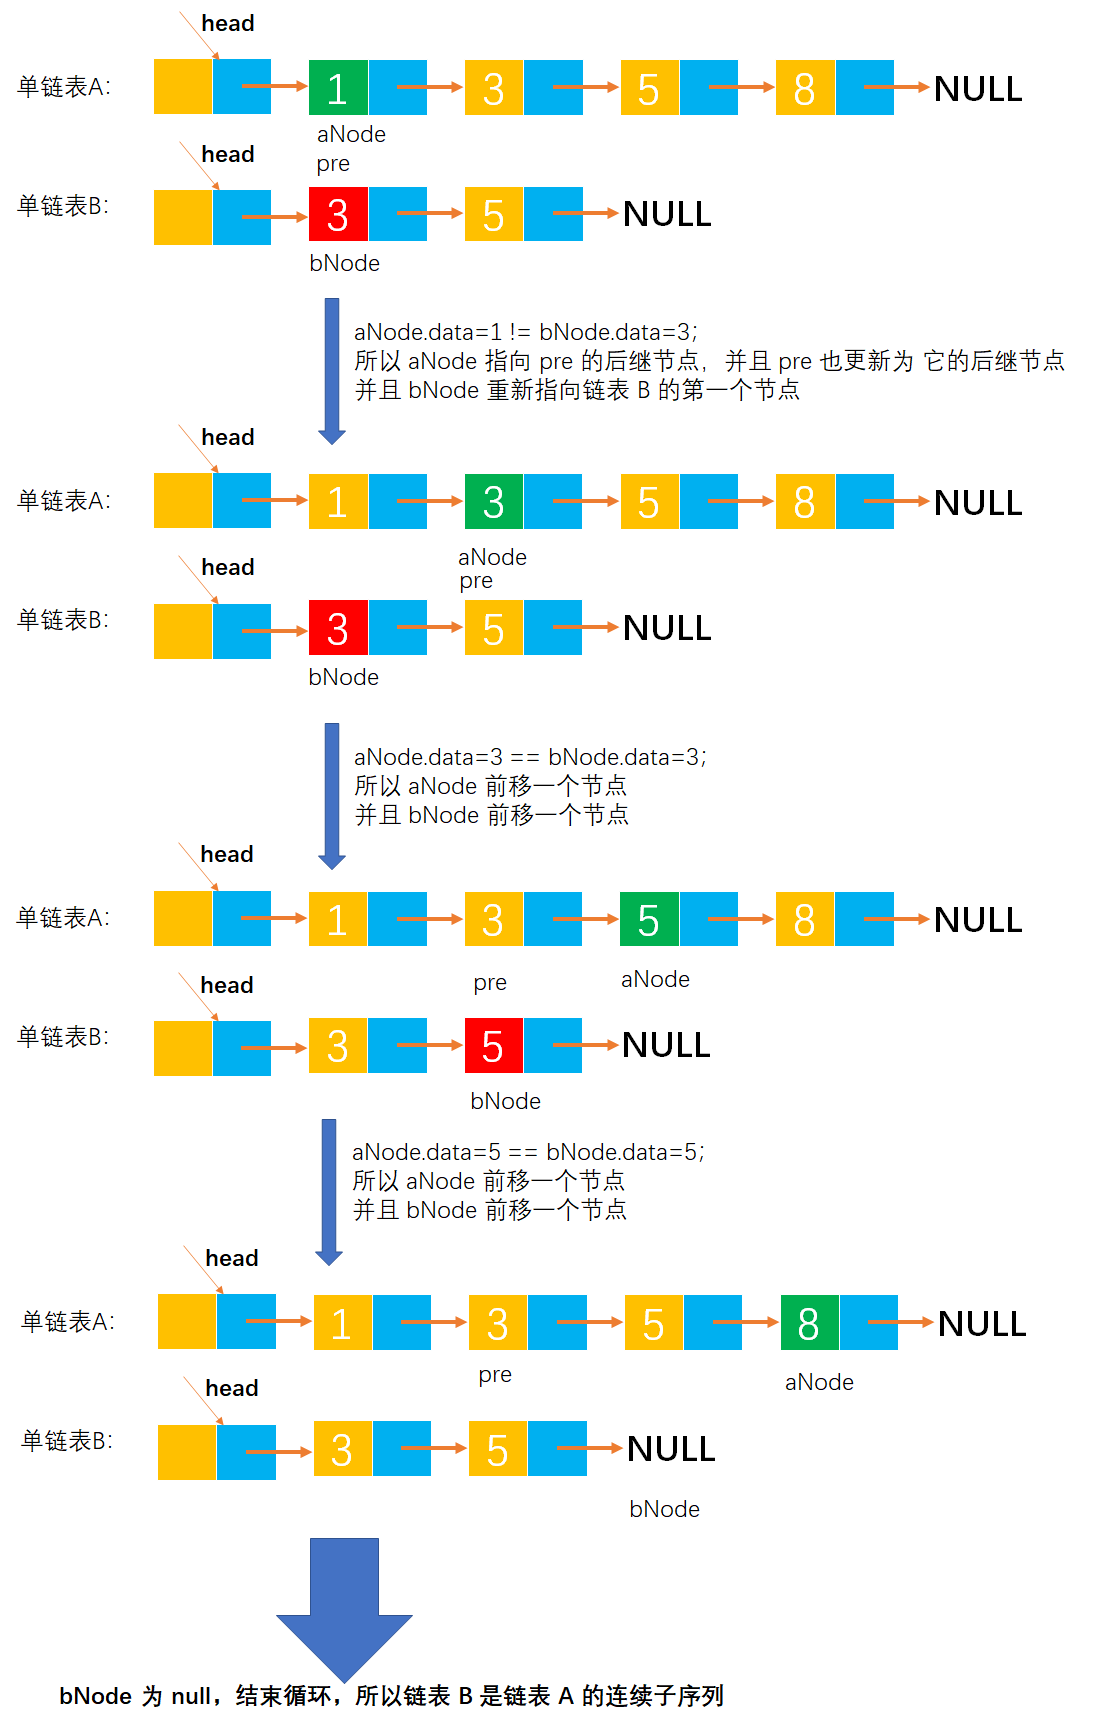 head
单链表A: 1 3 5 8 NULL
aNode
pre
head
单链表B: 3 5 NULL
bNode
aNode.data=1 != bNode.data=3;
所以 aNode 指向 pre 的后继节点，并且 pre 也更新为 它的后继节点
并且 bNode 重新指向链表 B 的第一个节点
head
单链表A: 1 3 5 8 NULL
aNode
pre
head
单链表B: 3 5 NULL
bNode
aNode.data=3 == bNode.data=3;
所以 aNode 前移一个节点
并且 bNode 前移一个节点
head
单链表A: 1 3 5 8 NULL
pre aNode
head
单链表B: 3 5 NULL
bNode
aNode.data=5 == bNode.data=5;
所以 aNode 前移一个节点
并且 bNode 前移一个节点
head
单链表A: 1 3 5 8 NULL
pre aNode
head
单链表B: 3 5 NULL
bNode
bNode 为 null，结束循环，所以链表 B 是链表 A 的连续子序列